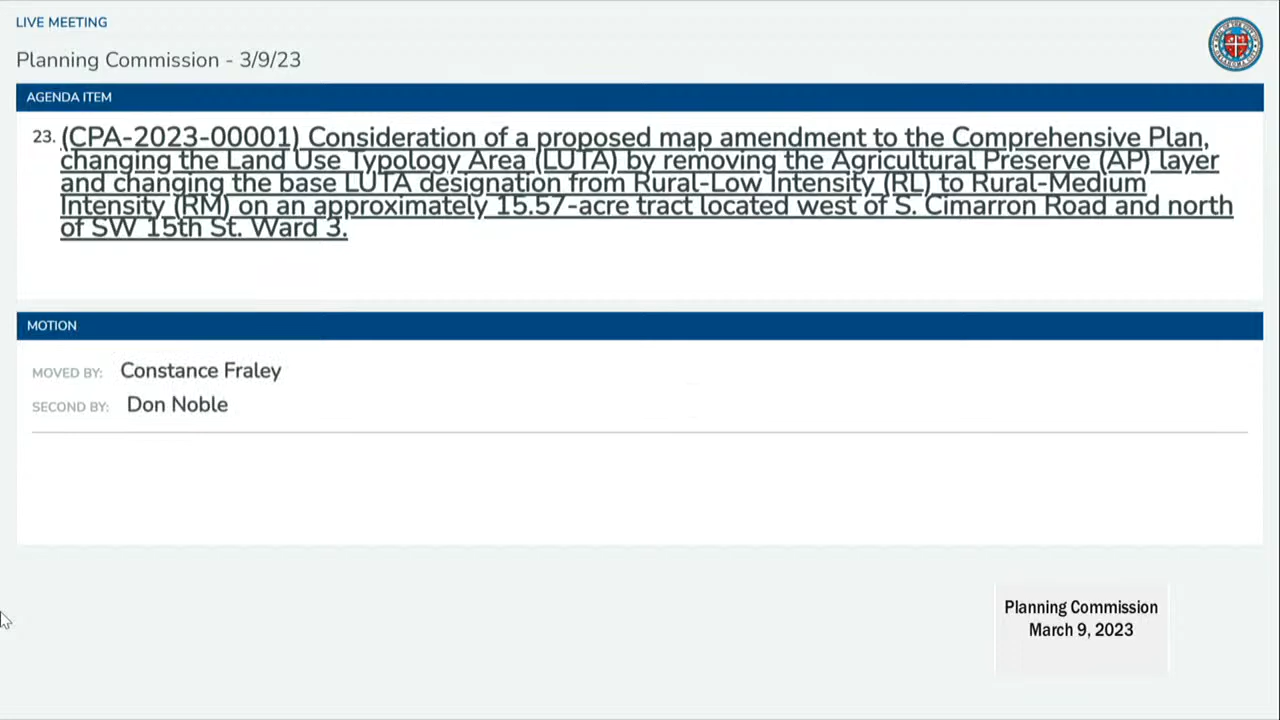 LIVE MEETING
Planning Commission - 3/9/23
AGENDA ITEM
23. (CPA-2023-00001) Consideration of a proposed map amendment to the Comprehensive Plan,
changing the Land Use Typology Area (LUTA) by removing the Agricultural Preserve (AP) layer
and changing the base LUTA designation from Rural-Low Intensity (RL) to Rural-Medium
Intensity (RM) on an approximately 15.57-acre tract located west of S. Cimarron Road and north
of SW 15th St. Ward 3.
MOTION
MOVED BY: Constance Fraley
SECOND BY: Don Noble
Planning Commission
March 9, 2023